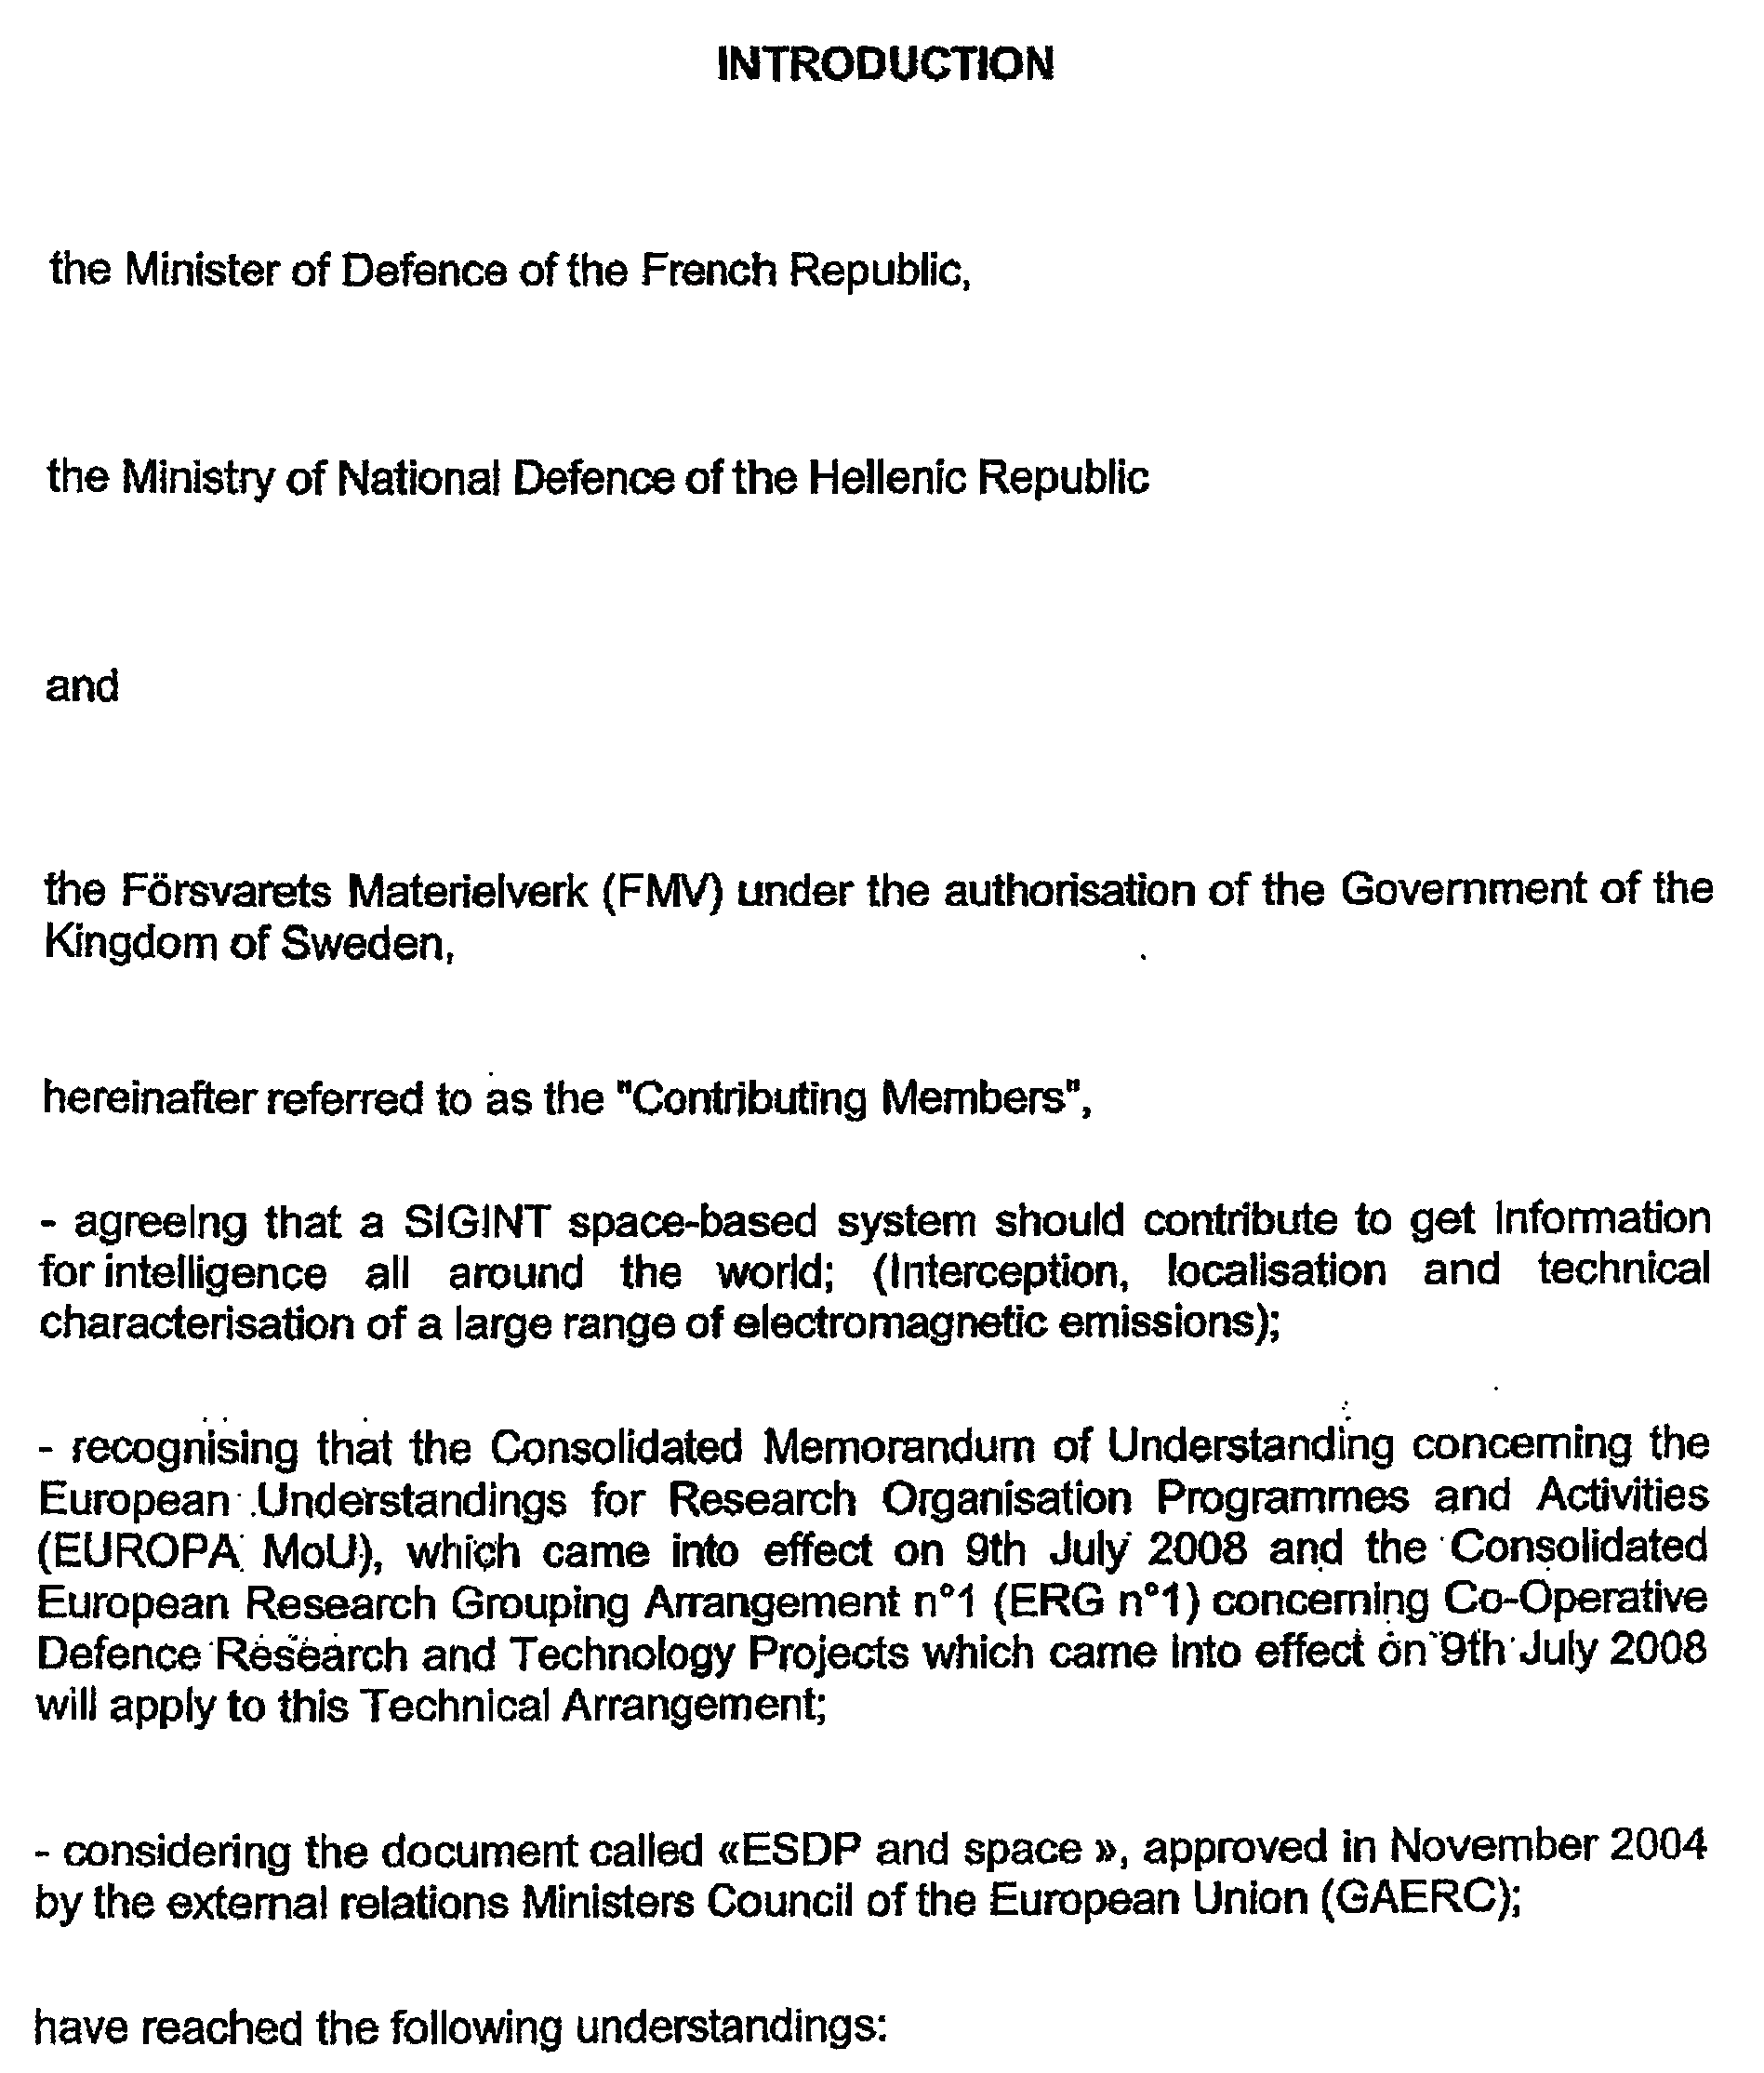 INTRODUCTION
the Minister of Defence of the French Republic,
the Ministry of National Defence of the Hellenic Republic
and
the Försvarets Materielverk (FMV) under the authorisation of the Government of the
Kingdom of Sweden,
hereinafter referred to as the "Contributing Members",
- agreeing that a SIGINT space-based system should contribute to get Information
for intelligence all around the world; (Interception, localisation and technical
characterisation of a large range of electromagnetic emissions);
- recognising that the Consolidated Memorandum of Understanding concerning the
European Understandings for Research Organisation Programmes and Activities
(EUROPA MoU), which came into effect on 9th July 2008 and the Consolidated
European Research Grouping Arrangement n°1 (ERG n°1) concerning Co-Operative
Defence Research and Technology Projects which came into effect on 9th July 2008
will apply to this Technical Arrangement;
- considering the document called «ESDP and space », approved in November 2004
by the external relations Ministers Council of the European Union (GAERC);
have reached the following understandings: